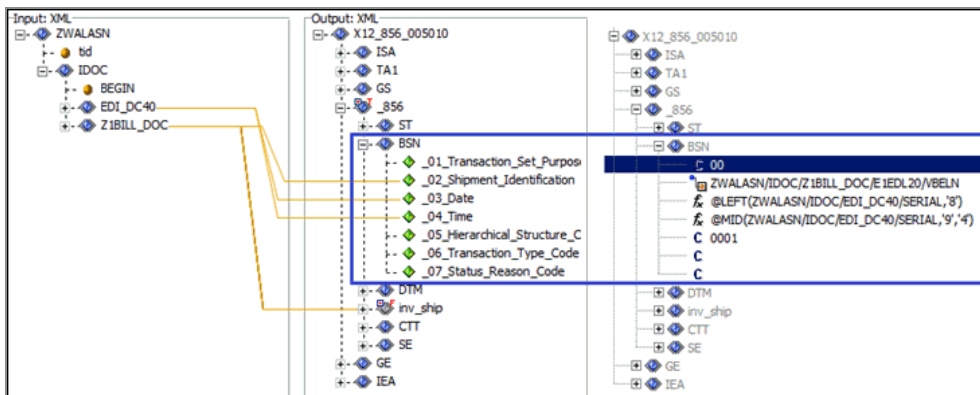 Input: XML
ZWALASN
tid
IDOC
BEGIN
EDI_DC40
Z1BILL_DOC
Output: XML
X12_856_005010
ISA
TA1
GS
_856
ST
BSN
_01_Transaction_Set_Purpose
_02_Shipment_Identification
_03_Date
_04_Time
_05_Hierarchical_Structure_C
_06_Transaction_Type_Code
_07_Status_Reason_Code
DTM
inv_ship
CTT
SE
GE
IEA
X12_856_005010
ISA
TA1
GS
_856
ST
BSN
C 00
ZWALASN/IDOC/Z1BILL_DOC/E1EDL20/VBELN
fx @LEFT(ZWALASN/IDOC/EDI_DC40/SERIAL,'8')
fx @MID(ZWALASN/IDOC/EDI_DC40/SERIAL,'9','4')
C 0001
C
C
DTM
inv_ship
CTT
SE
GE
IEA